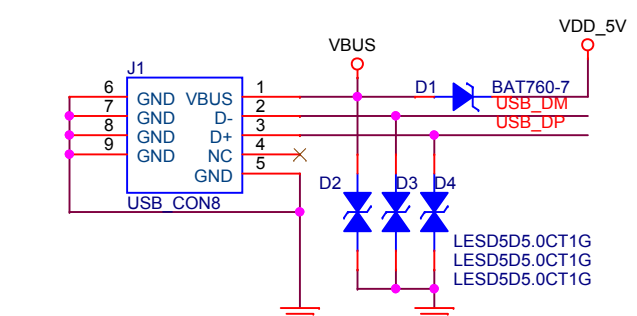 VDD_5V
VBUS
J1
D1
BAT760-7
6 GND VBUS 1
7 GND D- 2
8 GND D+ 3
9 GND NC 4
GND 5
USB_DM
USB_DP
USB_CON8
D2 D3 D4
LESD5D5.0CT1G
LESD5D5.0CT1G
LESD5D5.0CT1G